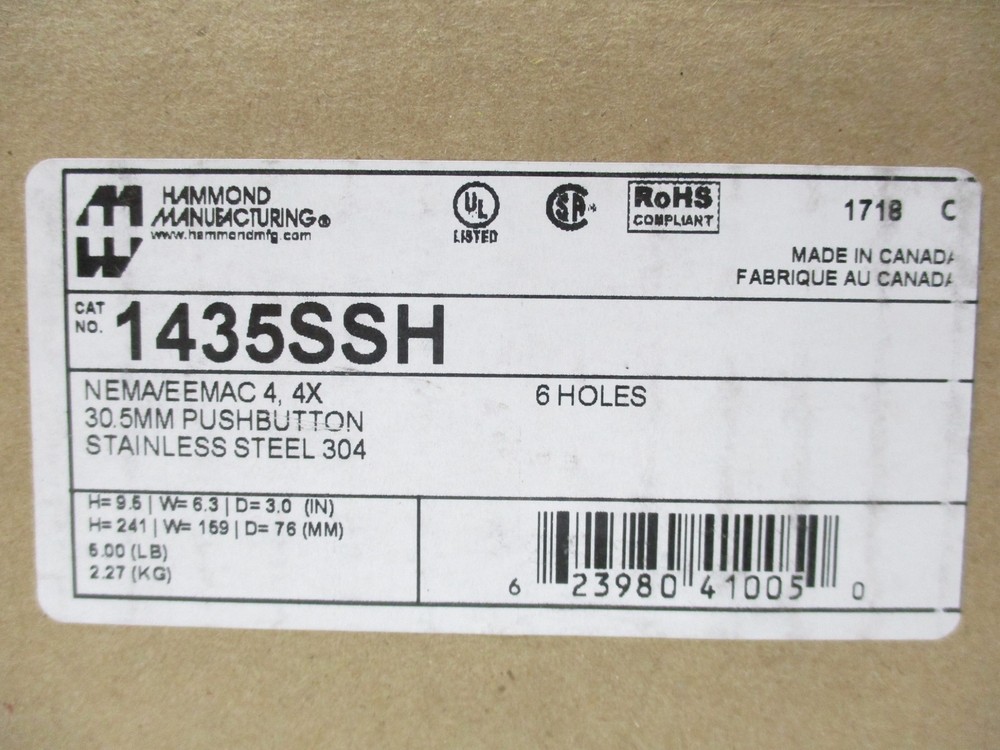 HAMMOND
MANUFACTURING®
www.hammondmfg.com
UL
LISTED
SA
RoHS
COMPLIANT
1718 C
MADE IN CANADA
FABRIQUE AU CANADA
CAT
NO. 1435SSH
NEMA/EEMAC 4, 4X
30.5MM PUSHBUTTON
STAINLESS STEEL 304
6 HOLES
H= 9.5 | W= 6.3 | D= 3.0 (IN)
H= 241 | W= 159 | D= 76 (MM)
5.00 (LB)
2.27 (KG)
6 23980 41005 0